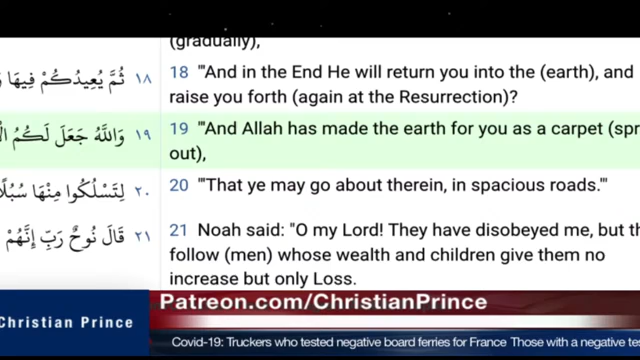 (gradually),
١٨ ثُمَّ يُعِيدُكُمْ فِيهَا
18 "'And in the End He will return you into the (earth), and
raise you forth (again at the Resurrection)?
١٩ وَاللَّهُ جَعَلَ لَكُمُ
19 "'And Allah has made the earth for you as a carpet (spr
out),
٢٠ لِتَسْلُكُوا مِنْهَا سُبُلًا
20 "'That ye may go about therein, in spacious roads.'"
٢١ قَالَ نُوحٌ رَبِّ إِنَّهُمْ
21 Noah said: "O my Lord! They have disobeyed me, but th
follow (men) whose wealth and children give them no
increase but only Loss.
Patreon.com/ChristianPrince
Christian Prince
Covid-19: Truckers who tested negative board ferries for France Those with a negative te